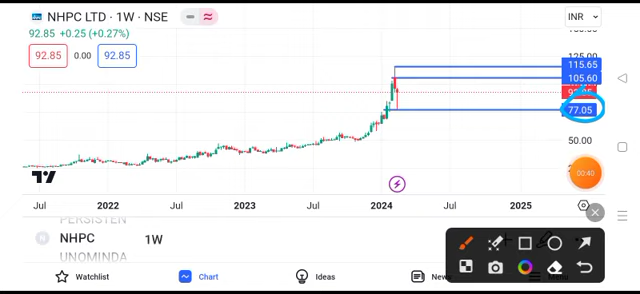 NHPC LTD · 1W · NSE
INR
92.85 +0.25 (+0.27%)
92.85 0.00 92.85
125.00
115.65
105.60
77.05
50.00
00:40
Jul 2022 Jul 2023 Jul 2024 Jul 2025
PERSISTEN
N NHPC 1W
UNOMINDA
Watchlist Chart Ideas News Menu